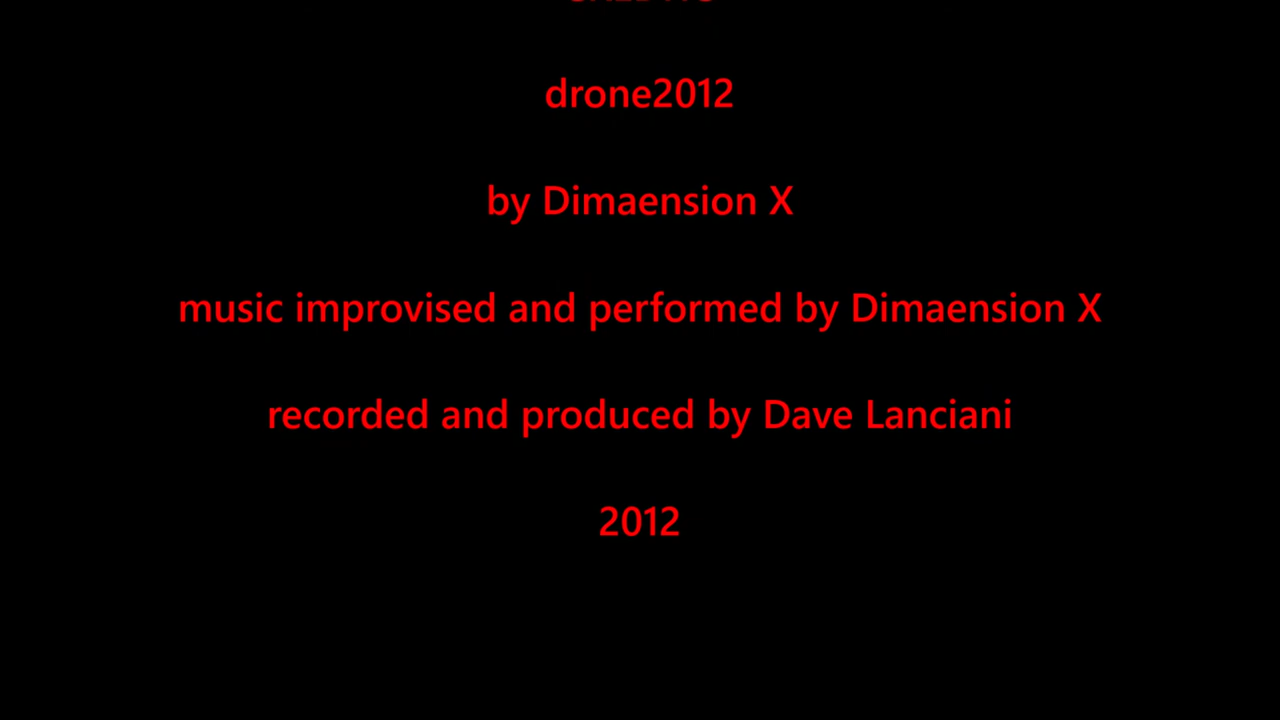 drone2012
by Dimaension X
music improvised and performed by Dimaension X
recorded and produced by Dave Lanciani
2012